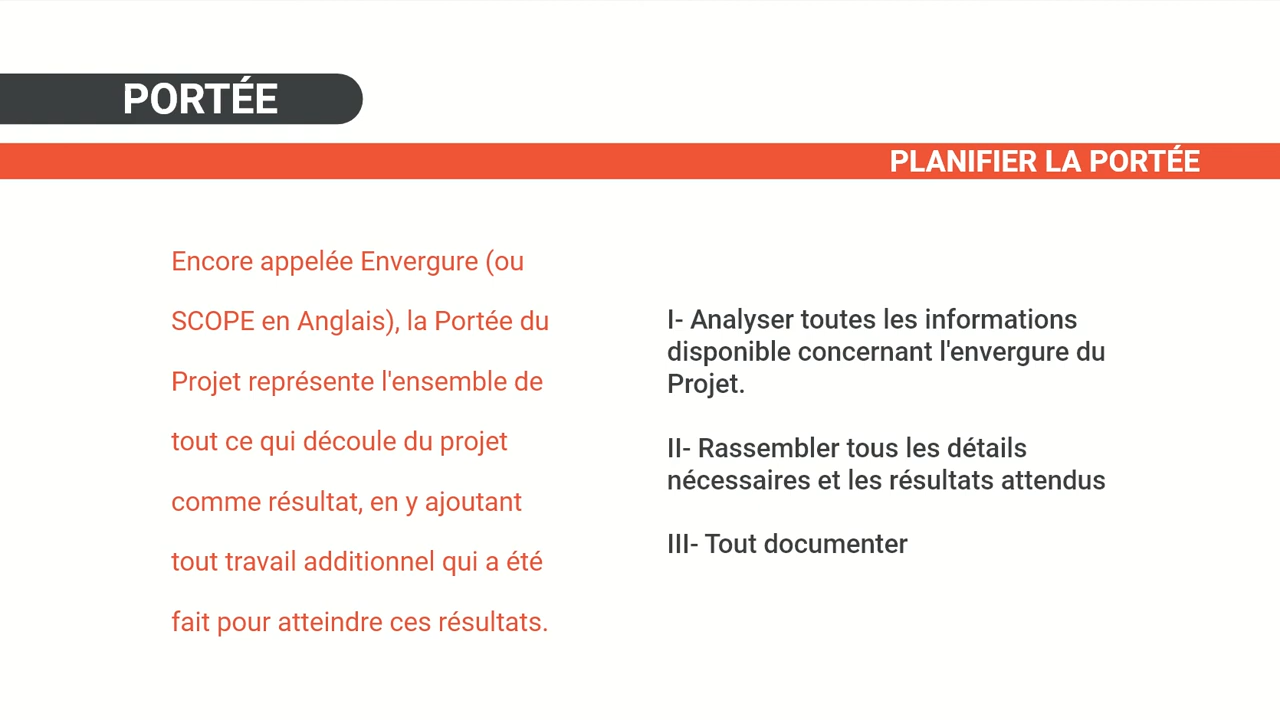 PORTÉE
PLANIFIER LA PORTÉE
Encore appelée Envergure (ou
SCOPE en Anglais), la Portée du
Projet représente l'ensemble de
tout ce qui découle du projet
comme résultat, en y ajoutant
tout travail additionnel qui a été
fait pour atteindre ces résultats.
I- Analyser toutes les informations
disponible concernant l'envergure du
Projet.
II- Rassembler tous les détails
nécessaires et les résultats attendus
III- Tout documenter